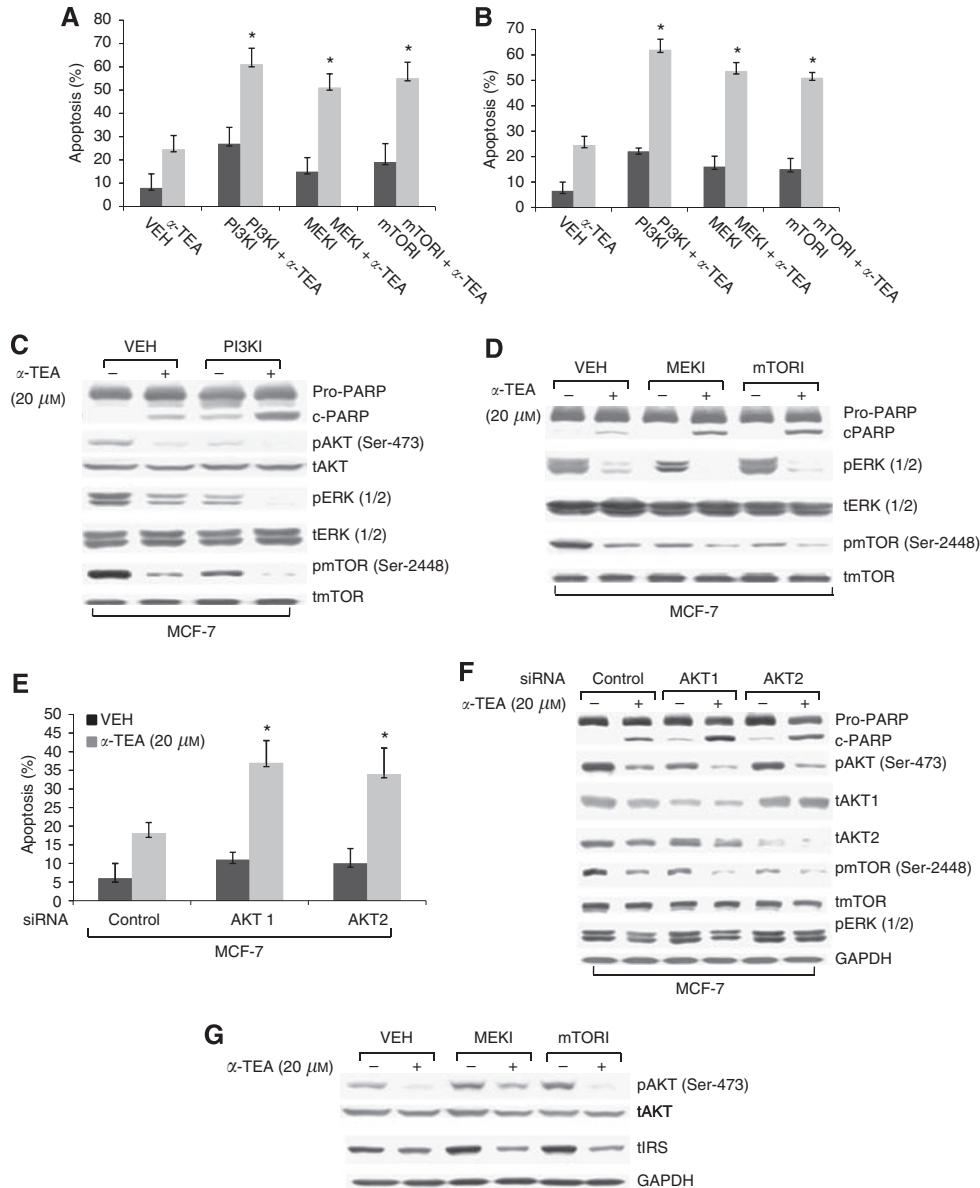 A
Apoptosis (%)
80
70
60
50
40
30
20
10
0
* * *
VEH
α-TEA
PI3KI
PI3KI + α-TEA
MEKI
MEKI + α-TEA
mTORI
mTORI + α-TEA
B
Apoptosis (%)
70
60
50
40
30
20
10
0
* * *
VEH
α-TEA
PI3KI
PI3KI + α-TEA
MEKI
MEKI + α-TEA
mTORI
mTORI + α-TEA
C
VEH PI3KI
α-TEA − + − +
(20 μM)
Pro-PARP
c-PARP
pAKT (Ser-473)
tAKT
pERK (1/2)
tERK (1/2)
pmTOR (Ser-2448)
tmTOR
MCF-7
D
VEH MEKI mTORI
α-TEA − + − + − +
(20 μM)
Pro-PARP
cPARP
pERK (1/2)
tERK (1/2)
pmTOR (Ser-2448)
tmTOR
MCF-7
E
Apoptosis (%)
50
45
40
35
30
25
20
15
10
5
0
VEH
α-TEA (20 μM)
* *
siRNA Control AKT 1 AKT2
MCF-7
F
siRNA Control AKT1 AKT2
α-TEA (20 μM) − + − + − +
Pro-PARP
c-PARP
pAKT (Ser-473)
tAKT1
tAKT2
pmTOR (Ser-2448)
tmTOR
pERK (1/2)
GAPDH
MCF-7
G
VEH MEKI mTORI
α-TEA (20 μM) − + − + − +
pAKT (Ser-473)
tAKT
tIRS
GAPDH